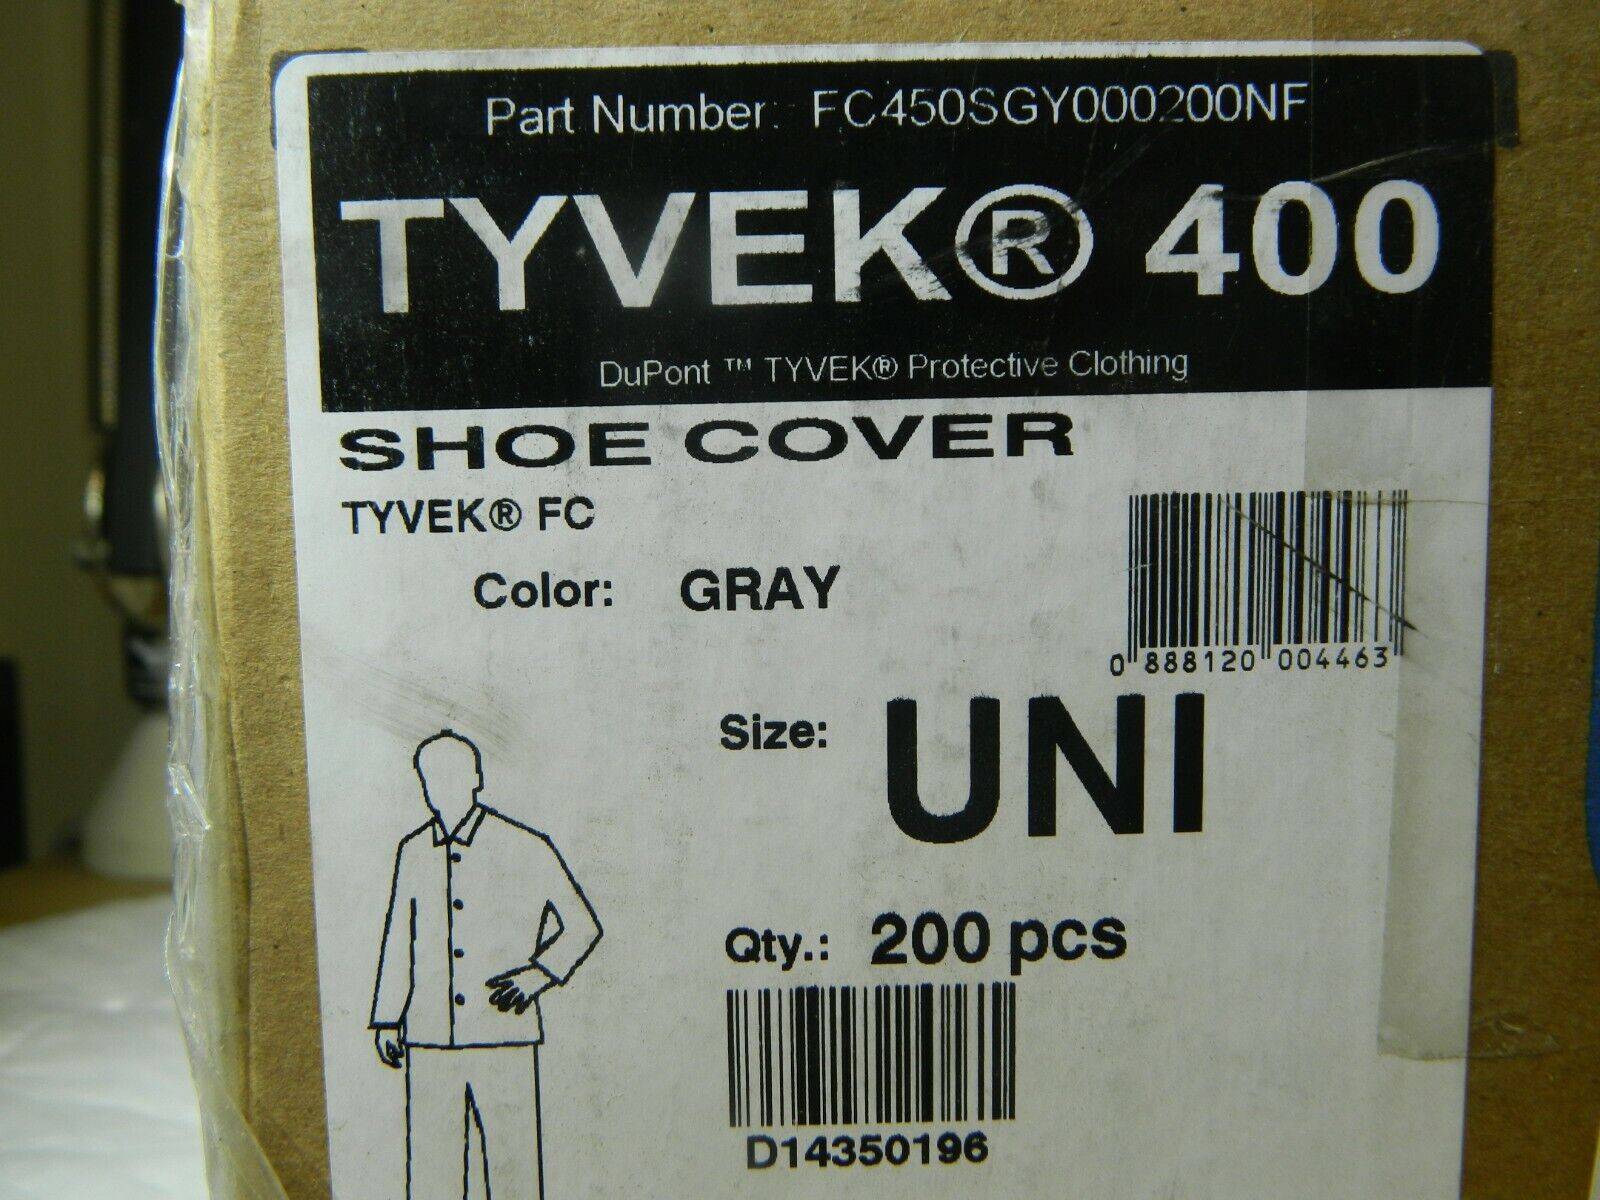 Part Number: FC450SGY000200NF
TYVEK® 400
DuPont ™ TYVEK® Protective Clothing
SHOE COVER
TYVEK® FC
Color: GRAY
0 888120 004463
Size: UNI
Qty.: 200 pcs
D14350196